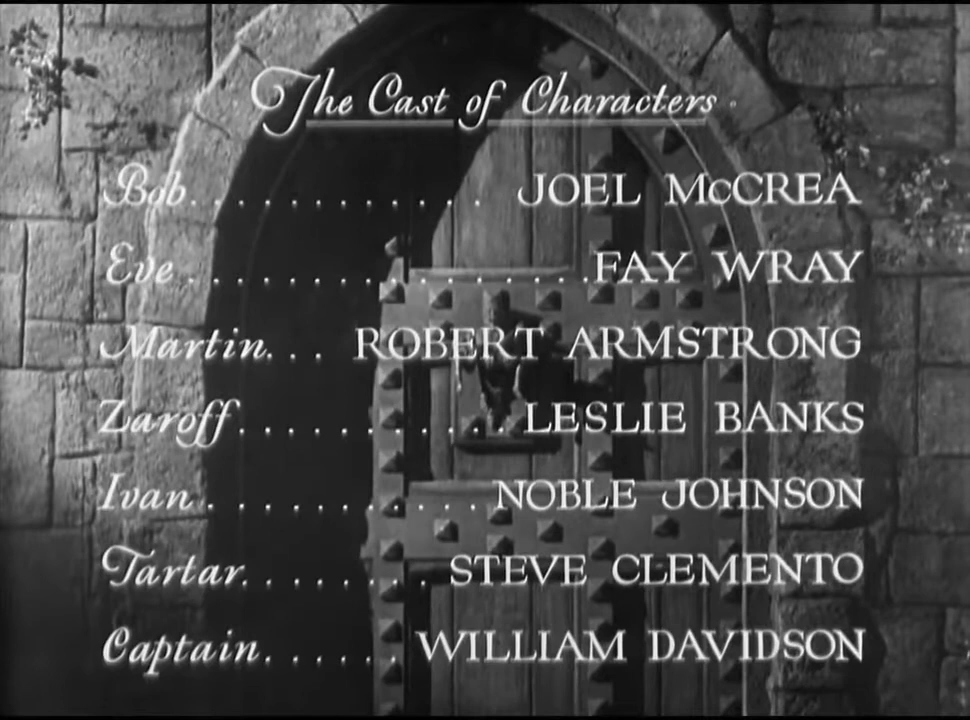 The Cast of Characters
Bob. . . . . . . . . . . . JOEL McCREA
Eve . . . . . . . . . . . . . . . . FAY WRAY
Martin. . . ROBERT ARMSTRONG
Zaroff. . . . . . . . . . . LESLIE BANKS
Ivan. . . . . . . . . . . . NOBLE JOHNSON
Tartar. . . . . . . . STEVE CLEMENTO
Captain. . . . . . WILLIAM DAVIDSON